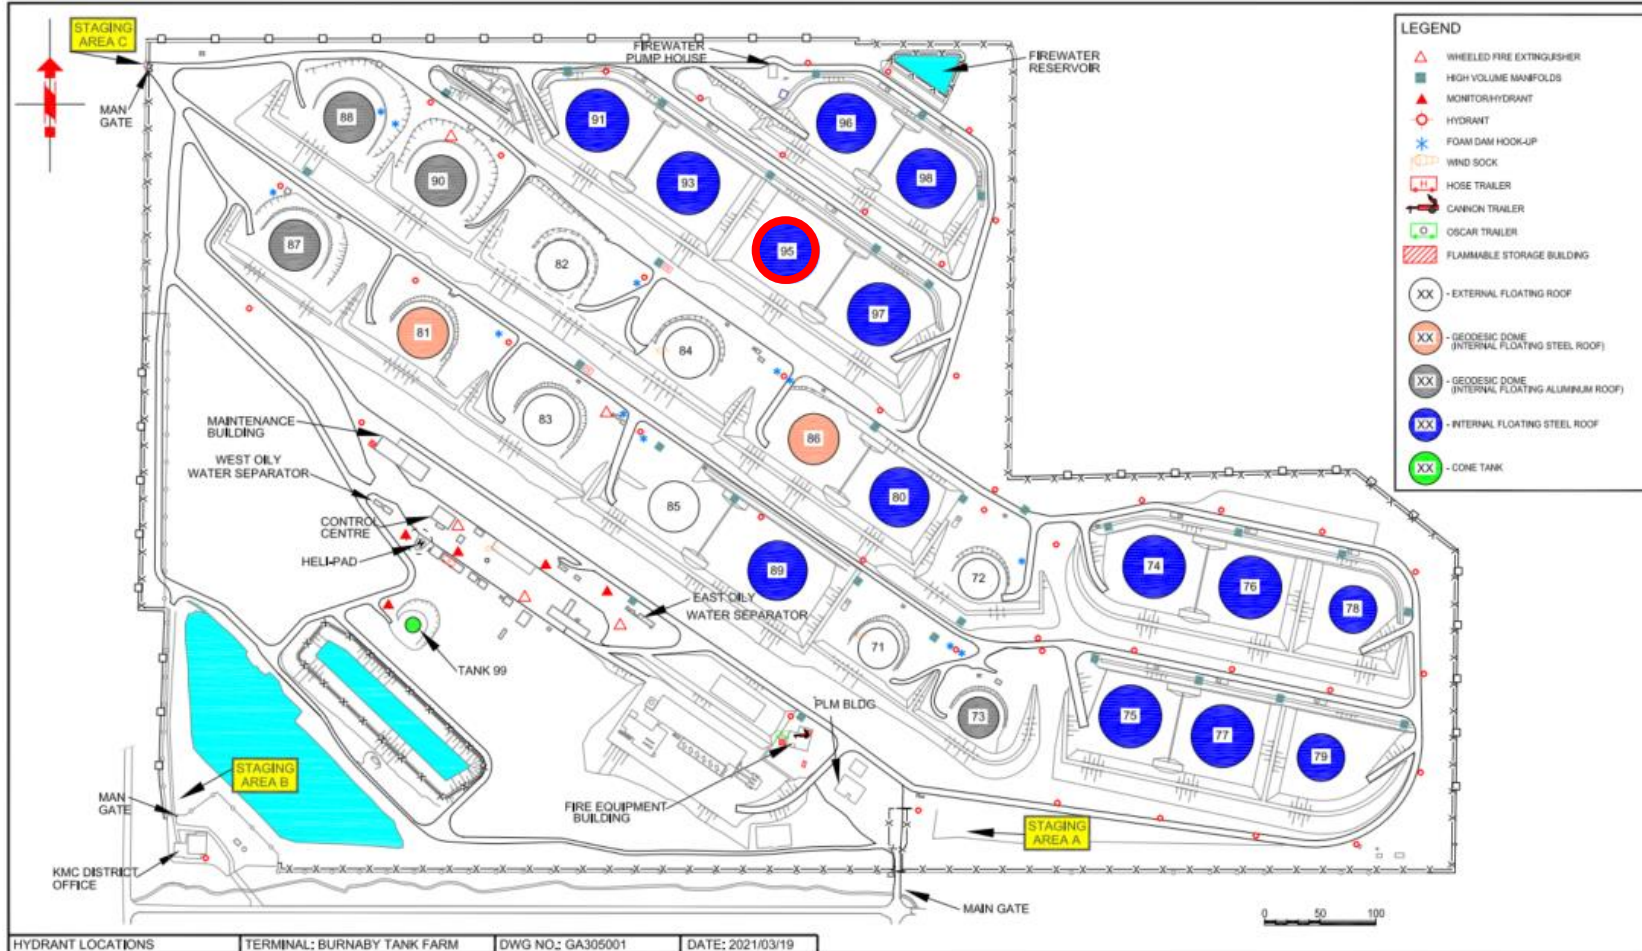 STAGING
AREA C
MAN
GATE
FIREWATER
PUMP HOUSE
FIREWATER
RESERVOIR
LEGEND
WHEELED FIRE EXTINGUISHER
HIGH VOLUME MANIFOLDS
MONITOR/HYDRANT
HYDRANT
FOAM DAM HOOK-UP
WIND SOCK
H HOSE TRAILER
CANNON TRAILER
O OSCAR TRAILER
FLAMMABLE STORAGE BUILDING
XX - EXTERNAL FLOATING ROOF
XX - GEODESIC DOME
(INTERNAL FLOATING STEEL ROOF)
XX - GEODESIC DOME
(INTERNAL FLOATING ALUMINUM ROOF)
XX - INTERNAL FLOATING STEEL ROOF
XX - CONE TANK
88
91
96
90
93
98
87
82
95
97
81
84
83
86
85
80
89
72
74
76
78
71
73
75
77
79
MAINTENANCE
BUILDING
WEST OILY
WATER SEPARATOR
CONTROL
CENTRE
HELI-PAD
EAST OILY
WATER SEPARATOR
TANK 99
PLM BLDG
STAGING
AREA B
MAN
GATE
FIRE EQUIPMENT
BUILDING
STAGING
AREA A
KMC DISTRICT
OFFICE
MAIN GATE
0 50 100
HYDRANT LOCATIONS
TERMINAL: BURNABY TANK FARM
DWG NO.: GA305001
DATE: 2021/03/19